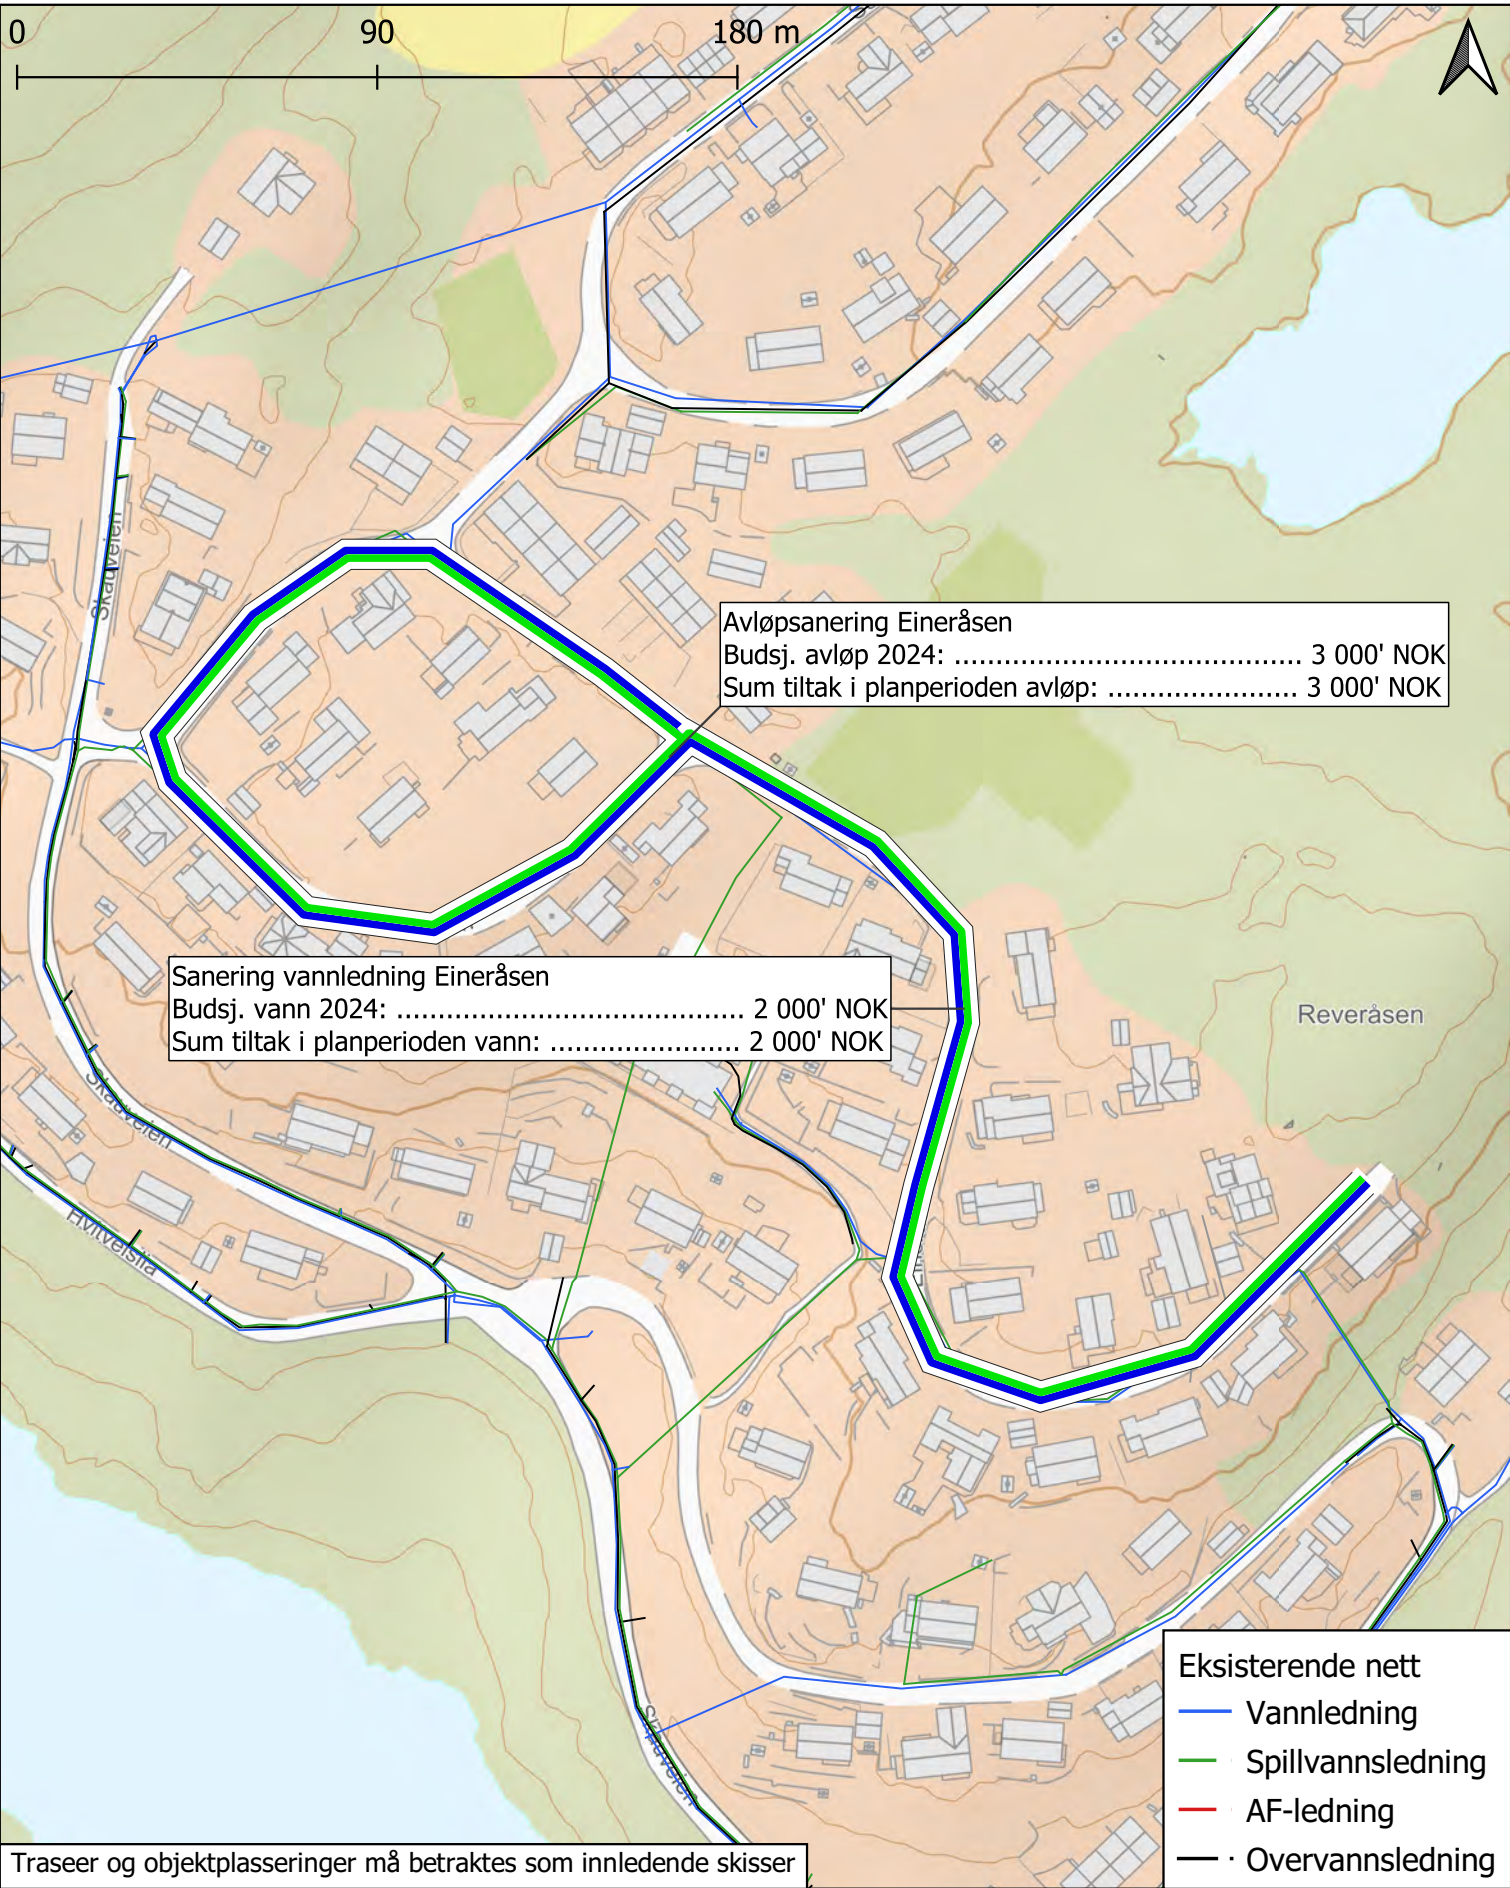 0 90 180 m
Skauveien
Avløpsanering Eineråsen
Budsj. avløp 2024: .......................................... 3 000' NOK
Sum tiltak i planperioden avløp: ....................... 3 000' NOK
Sanering vannledning Eineråsen
Budsj. vann 2024: .......................................... 2 000' NOK
Sum tiltak i planperioden vann: ....................... 2 000' NOK
Reveråsen
Skauveien
Hvitveislia
Skauveien
Eksisterende nett
Vannledning
Spillvannsledning
AF-ledning
Overvannsledning
Traseer og objektplasseringer må betraktes som innledende skisser